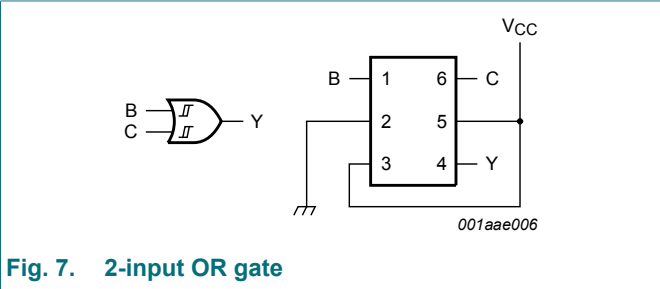 VCC
B
C
Y
B 1 6 C
2 5
3 4 Y
001aae006
Fig. 7. 2-input OR gate